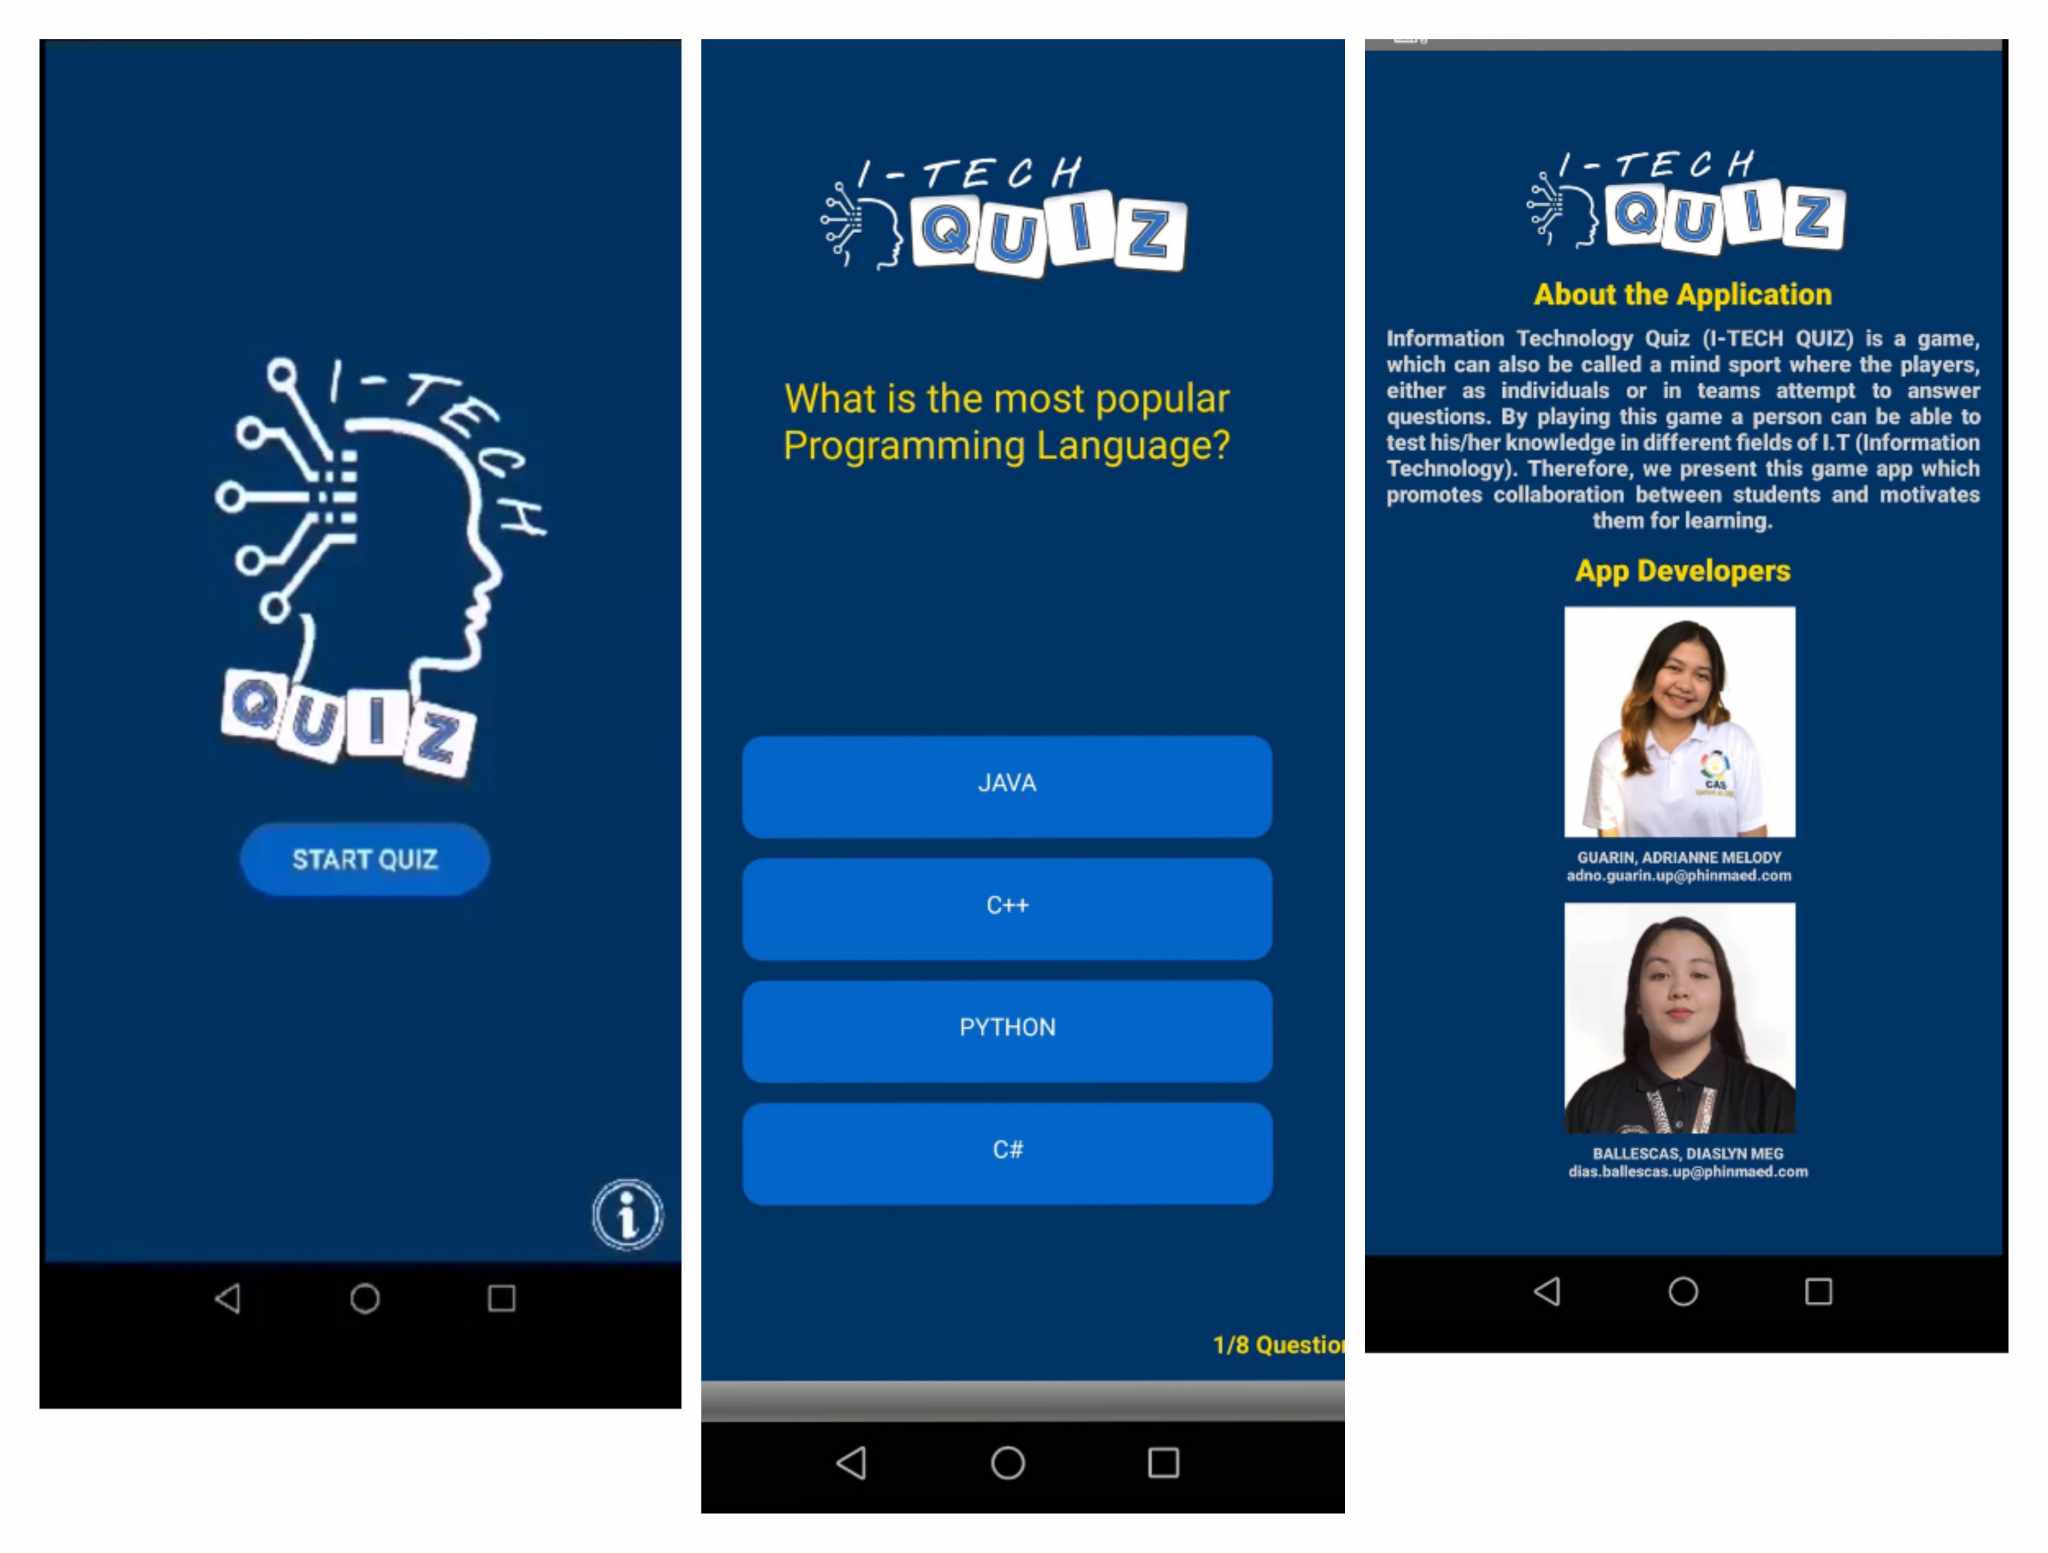 I-TECH
QUIZ
START QUIZ
I-TECH
QUIZ
What is the most popular
Programming Language?
JAVA
C++
PYTHON
C#
1/8 Question
I-TECH
QUIZ
About the Application
Information Technology Quiz (I-TECH QUIZ) is a game,
which can also be called a mind sport where the players,
either as individuals or in teams attempt to answer
questions. By playing this game a person can be able to
test his/her knowledge in different fields of I.T (Information
Technology). Therefore, we present this game app which
promotes collaboration between students and motivates
them for learning.
App Developers
CAS
GUARIN, ADRIANNE MELODY
adno.guarin.up@phinmaed.com
BALLESCAS, DIASLYN MEG
dias.ballescas.up@phinmaed.com